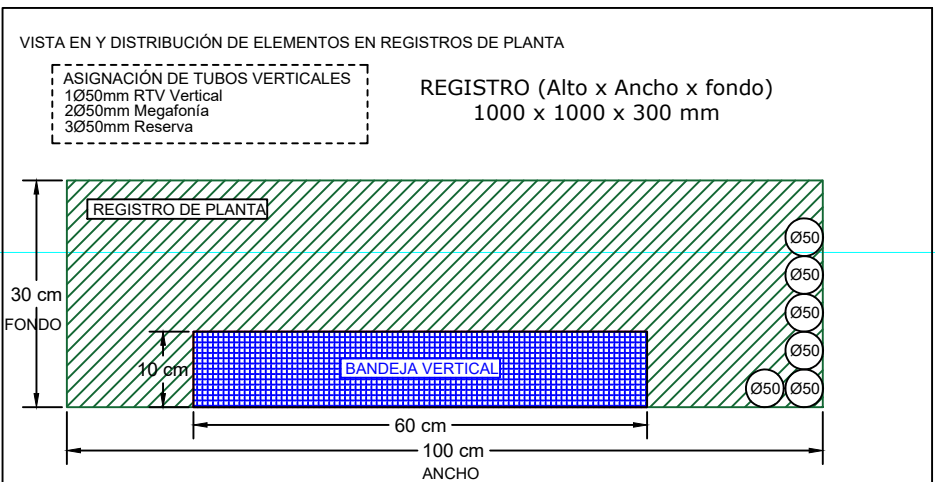 VISTA EN Y DISTRIBUCIÓN DE ELEMENTOS EN REGISTROS DE PLANTA
ASIGNACIÓN DE TUBOS VERTICALES
1Ø50mm RTV Vertical
2Ø50mm Megafonía
3Ø50mm Reserva
REGISTRO (Alto x Ancho x fondo)
1000 x 1000 x 300 mm
REGISTRO DE PLANTA
Ø50
Ø50
30 cm
Ø50
FONDO
Ø50
10 cm
BANDEJA VERTICAL
Ø50 Ø50
60 cm
100 cm
ANCHO